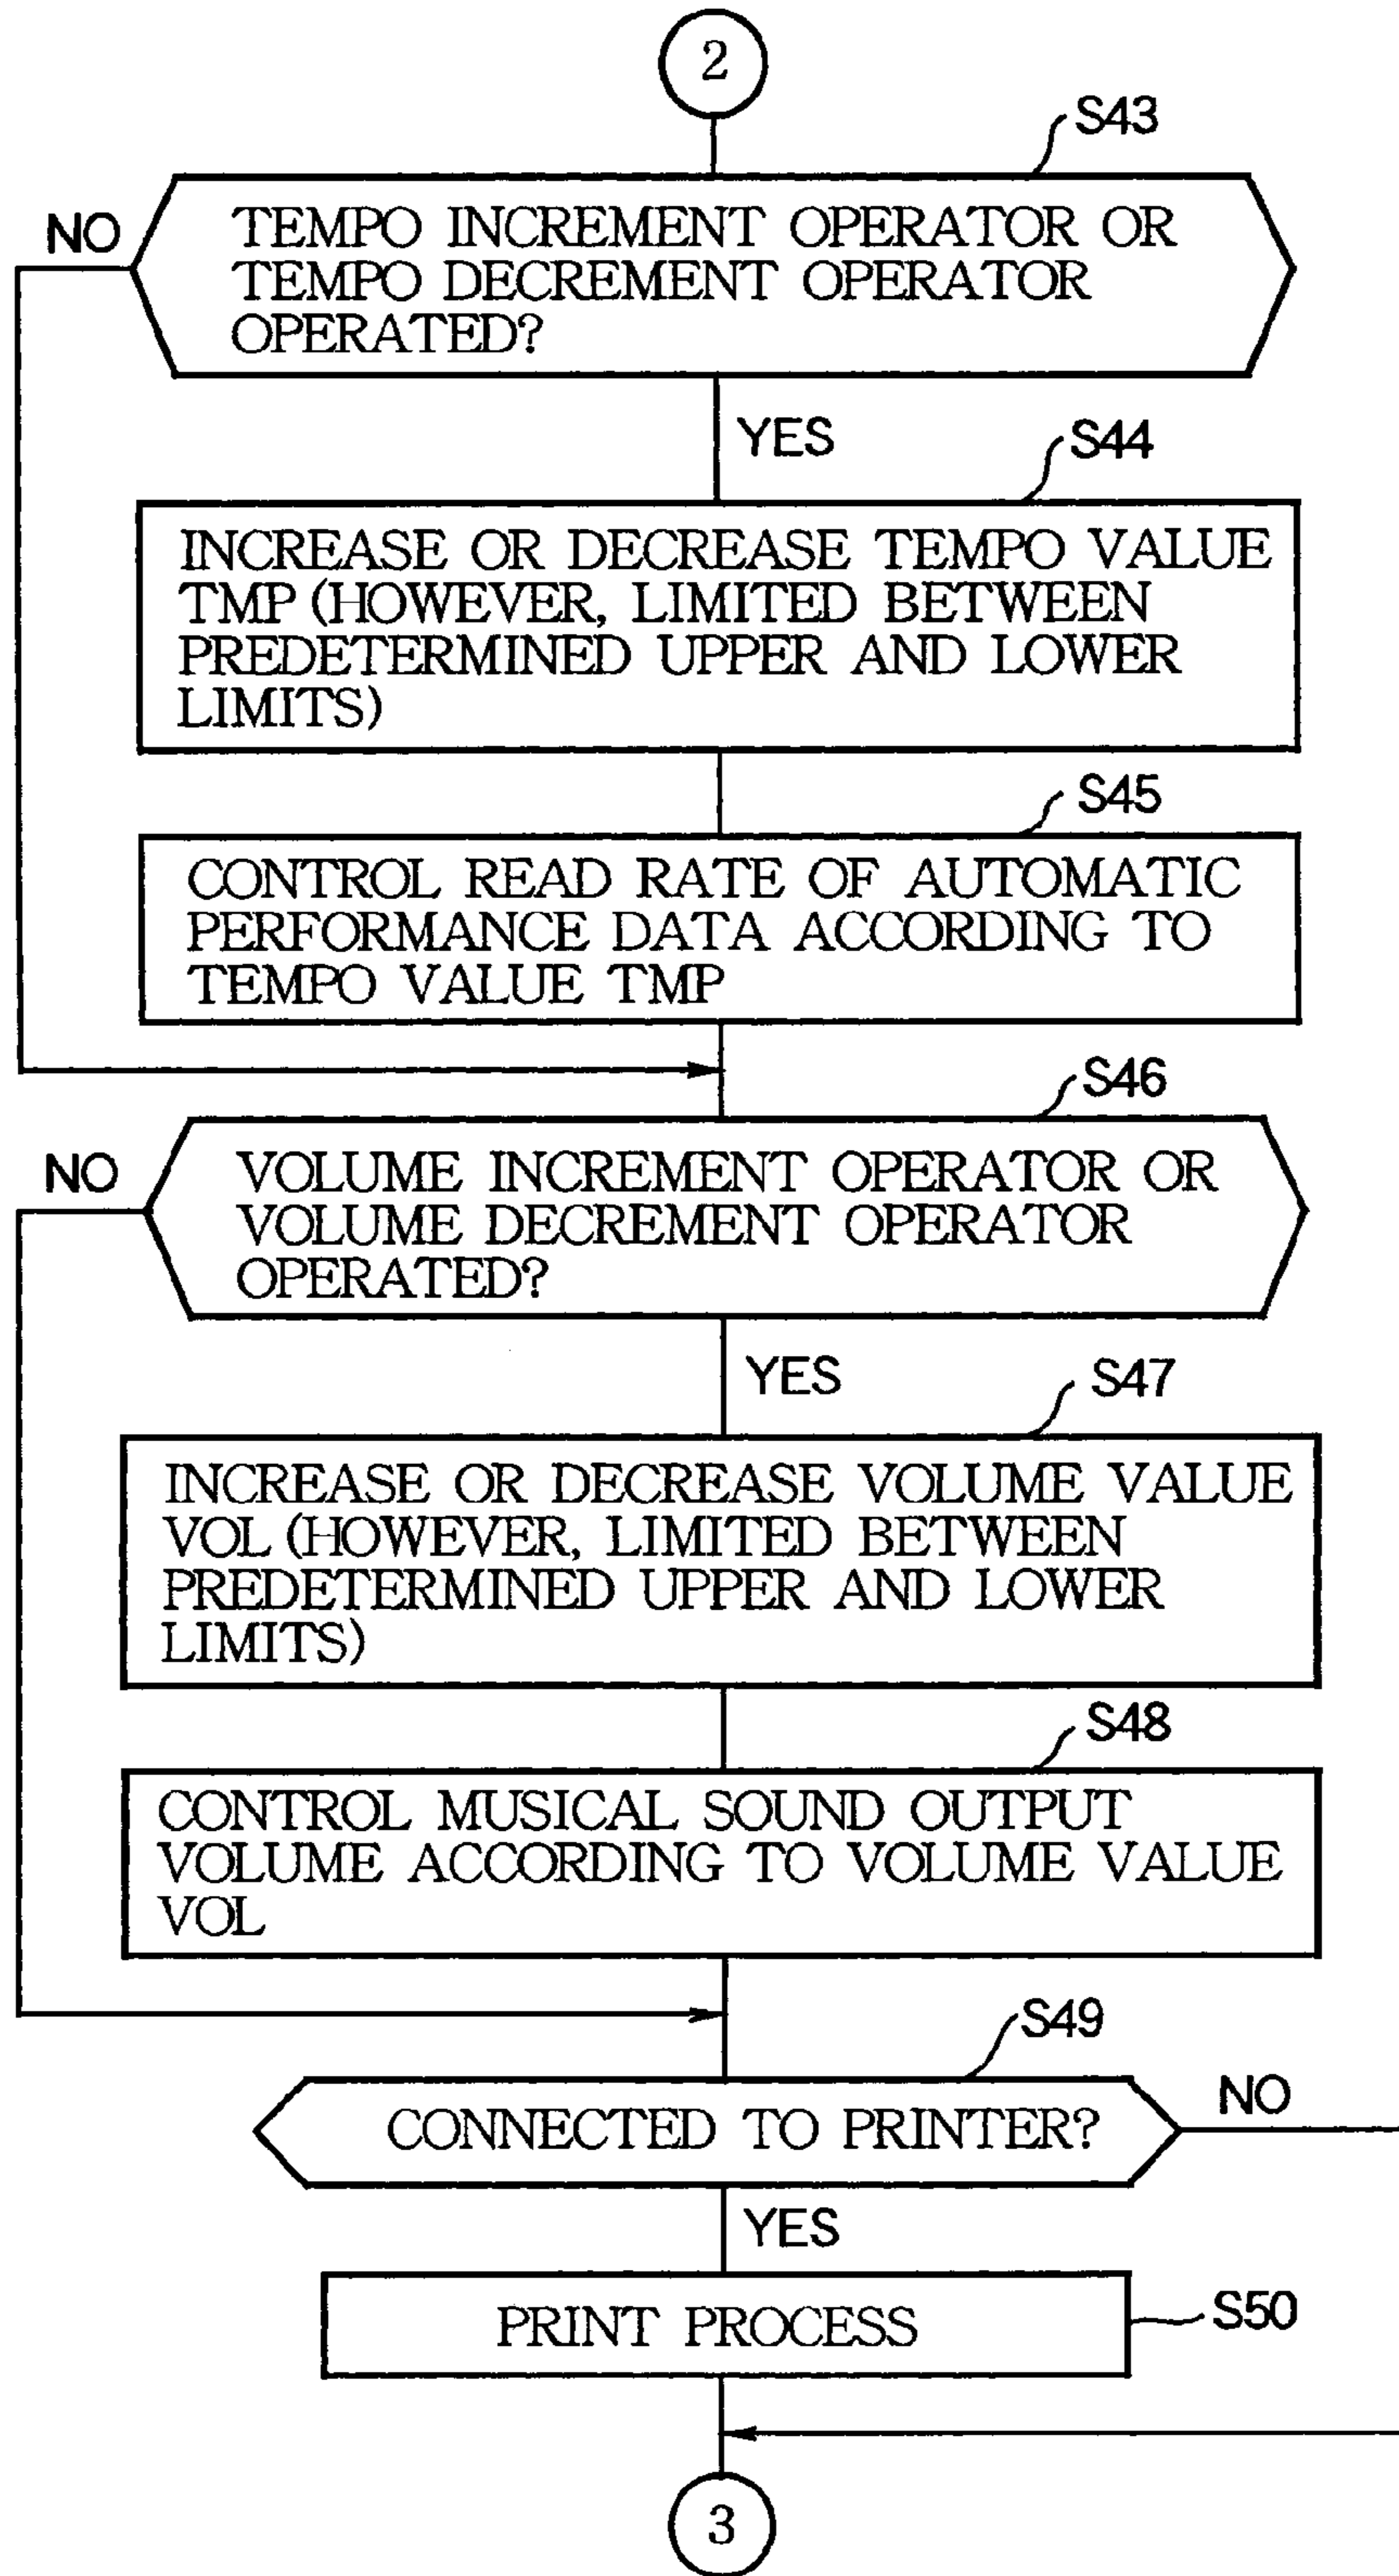 2
S43
NO
TEMPO INCREMENT OPERATOR OR
TEMPO DECREMENT OPERATOR
OPERATED?
YES
S44
INCREASE OR DECREASE TEMPO VALUE
TMP (HOWEVER, LIMITED BETWEEN
PREDETERMINED UPPER AND LOWER
LIMITS)
S45
CONTROL READ RATE OF AUTOMATIC
PERFORMANCE DATA ACCORDING TO
TEMPO VALUE TMP
S46
NO
VOLUME INCREMENT OPERATOR OR
VOLUME DECREMENT OPERATOR
OPERATED?
YES
S47
INCREASE OR DECREASE VOLUME VALUE
VOL (HOWEVER, LIMITED BETWEEN
PREDETERMINED UPPER AND LOWER
LIMITS)
S48
CONTROL MUSICAL SOUND OUTPUT
VOLUME ACCORDING TO VOLUME VALUE
VOL
S49
NO
CONNECTED TO PRINTER?
YES
PRINT PROCESS
S50
3